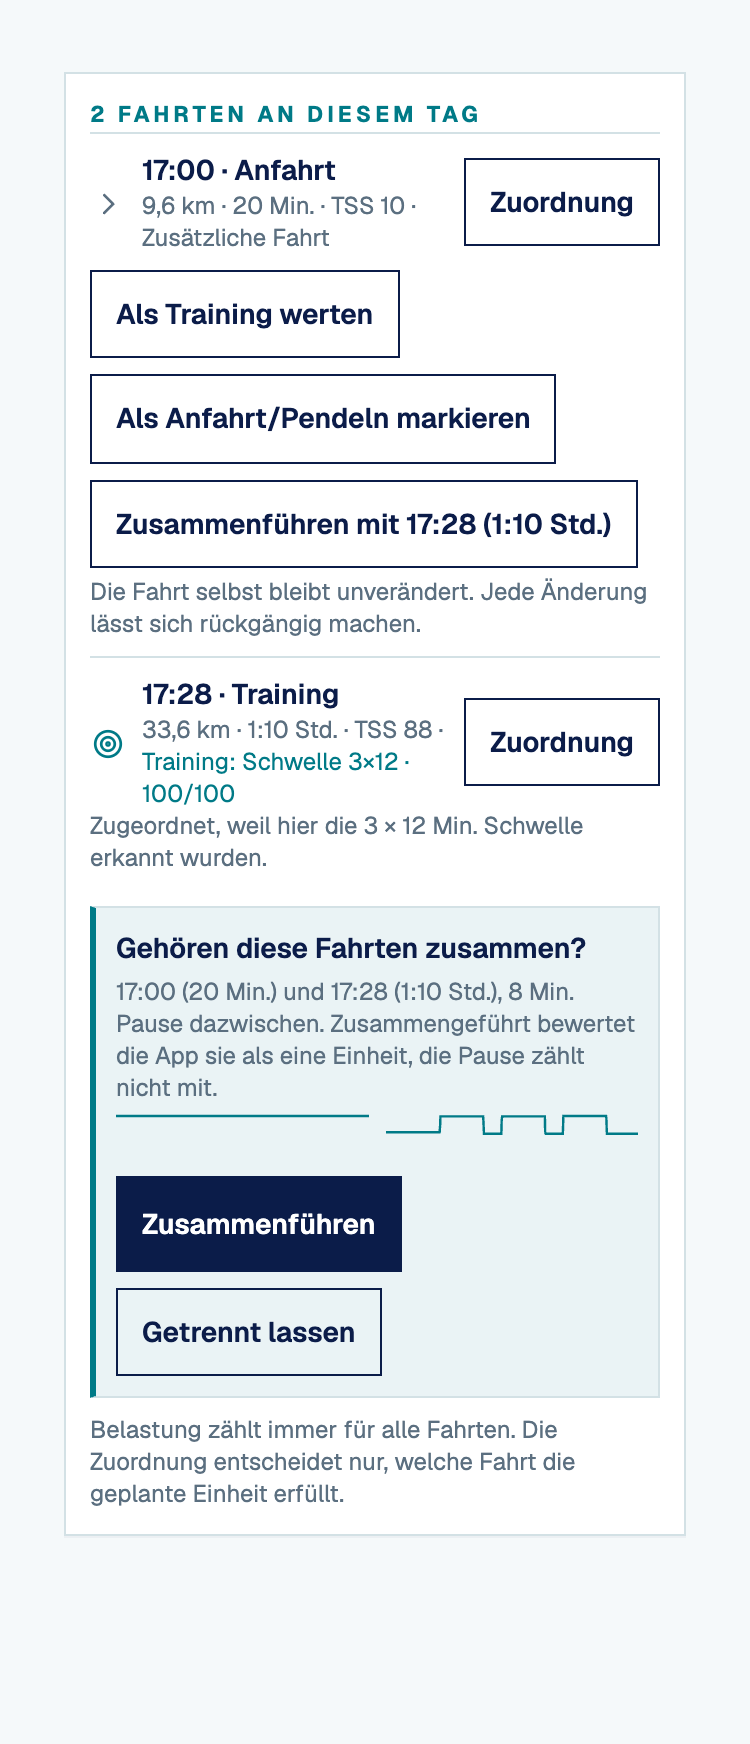 2 FAHRTEN AN DIESEM TAG
17:00 · Anfahrt
9,6 km · 20 Min. · TSS 10 ·
Zusätzliche Fahrt
Zuordnung
Als Training werten
Als Anfahrt/Pendeln markieren
Zusammenführen mit 17:28 (1:10 Std.)
Die Fahrt selbst bleibt unverändert. Jede Änderung
lässt sich rückgängig machen.
17:28 · Training
33,6 km · 1:10 Std. · TSS 88 ·
Training: Schwelle 3×12 ·
100/100
Zuordnung
Zugeordnet, weil hier die 3 × 12 Min. Schwelle
erkannt wurden.
Gehören diese Fahrten zusammen?
17:00 (20 Min.) und 17:28 (1:10 Std.), 8 Min.
Pause dazwischen. Zusammengeführt bewertet
die App sie als eine Einheit, die Pause zählt
nicht mit.
Zusammenführen
Getrennt lassen
Belastung zählt immer für alle Fahrten. Die
Zuordnung entscheidet nur, welche Fahrt die
geplante Einheit erfüllt.